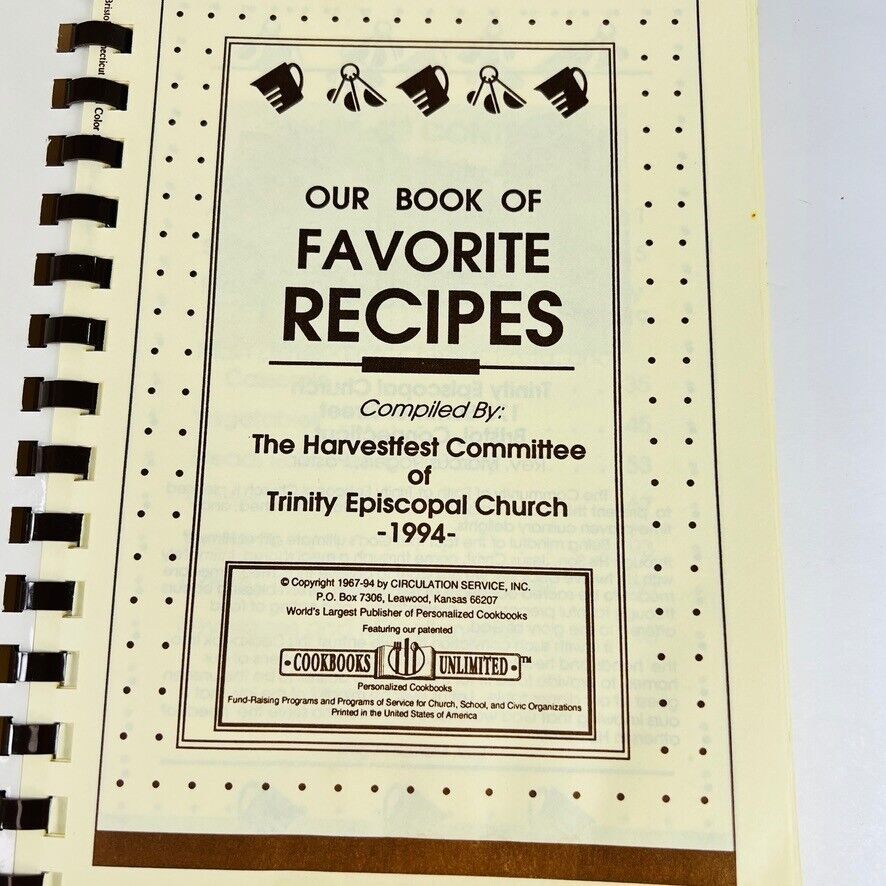 OUR BOOK OF
FAVORITE
RECIPES
Compiled By:
The Harvestfest Committee
of
Trinity Episcopal Church
-1994-
© Copyright 1967-94 by CIRCULATION SERVICE, INC.
P.O. Box 7306, Leawood, Kansas 66207
World's Largest Publisher of Personalized Cookbooks
Featuring our patented
·COOKBOOKS UNLIMITED·™
Personalized Cookbooks
Fund-Raising Programs and Programs of Service for Church, School, and Civic Organizations
Printed in the United States of America
Color